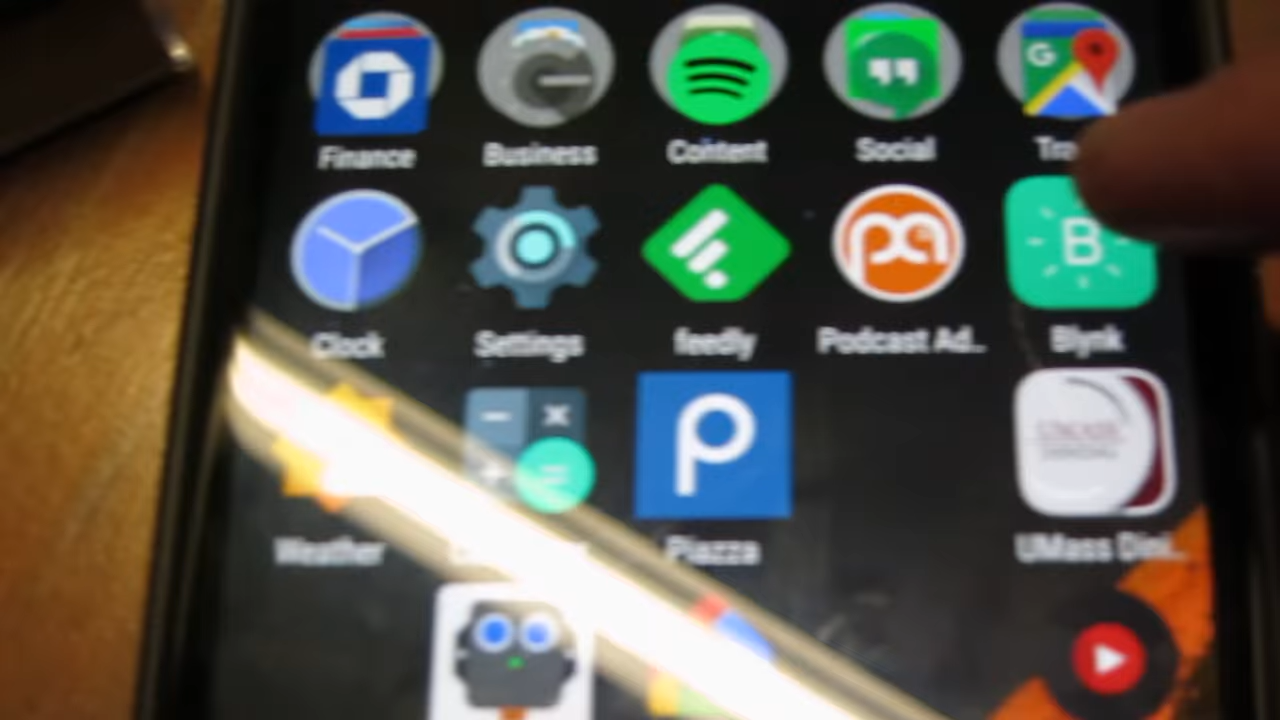 Finance Business Content Social
Clock Settings feedly Podcast Ad.. Blynk
B
G
Weather Piazza UMass Dini..